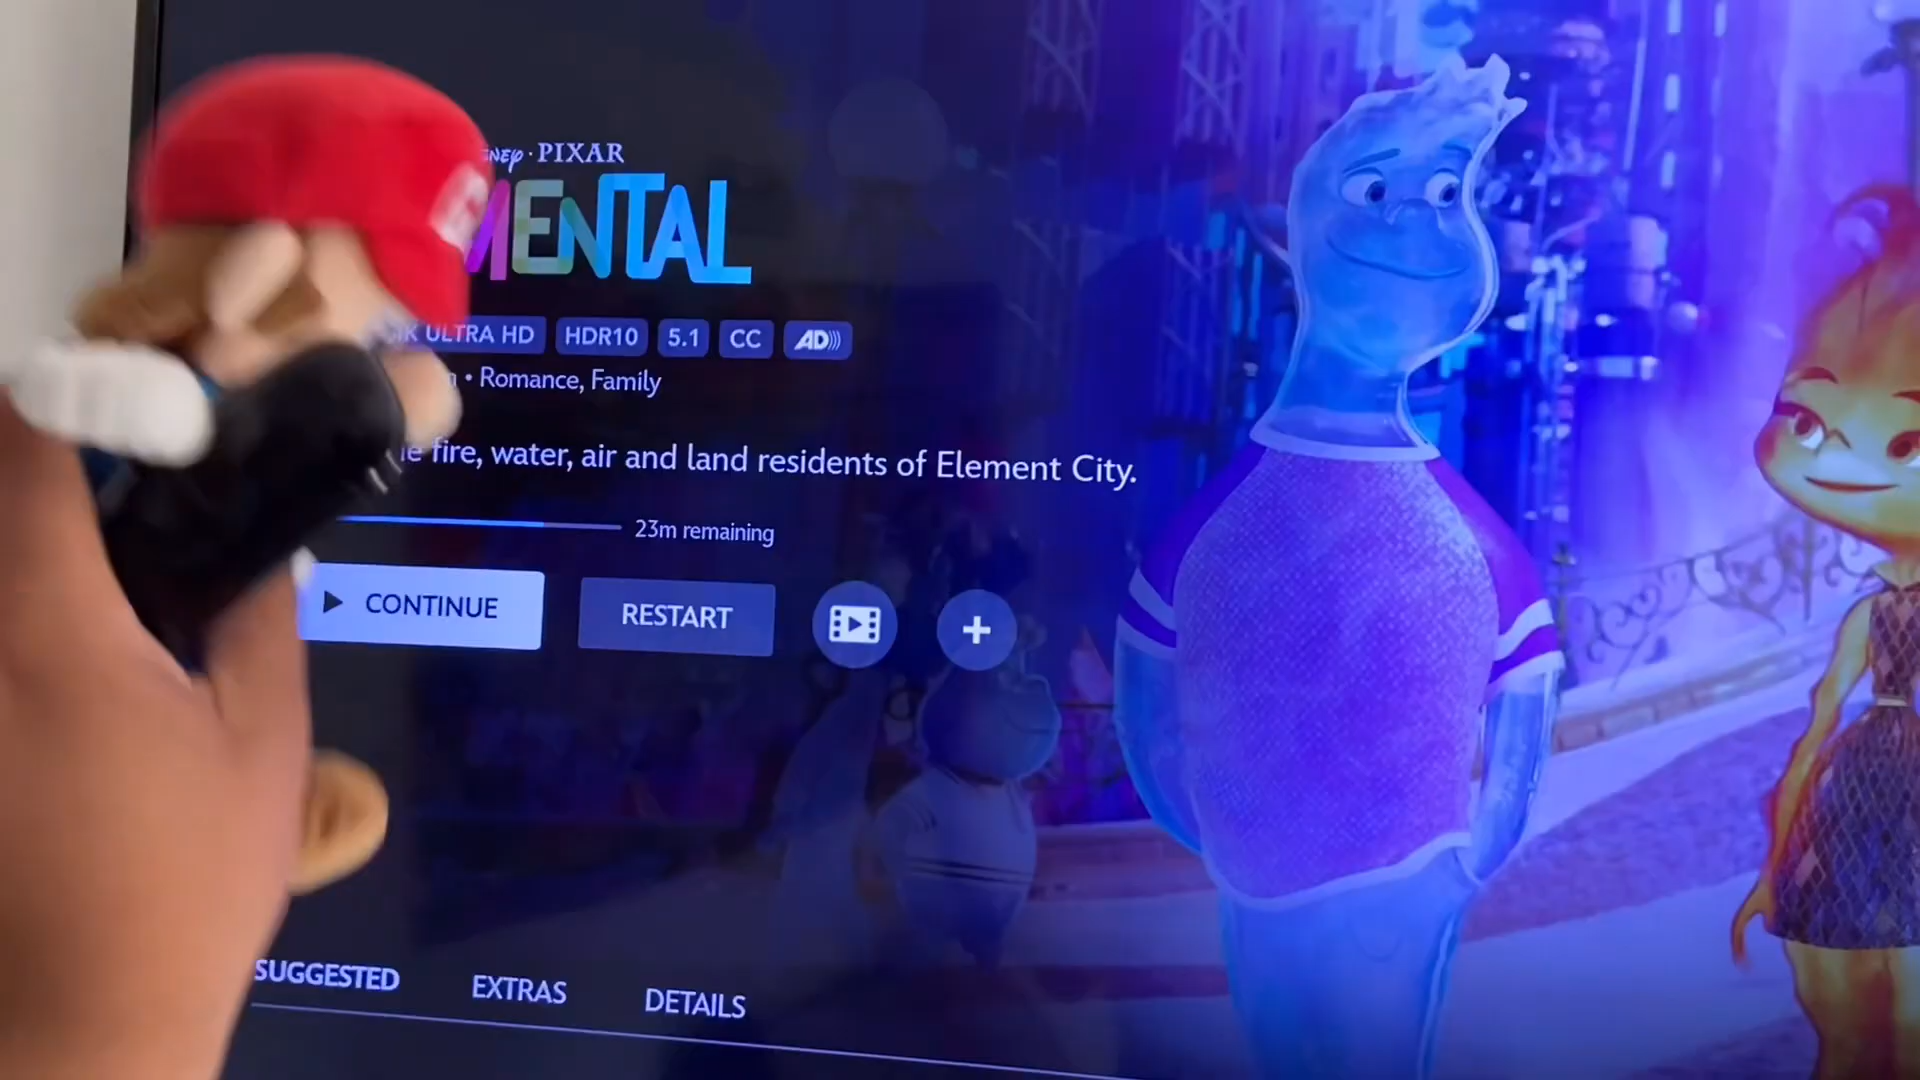 PIXAR
MENTAL
4K ULTRA HD HDR10 5.1 CC AD
• Romance, Family
fire, water, air and land residents of Element City.
23m remaining
CONTINUE RESTART
SUGGESTED EXTRAS DETAILS